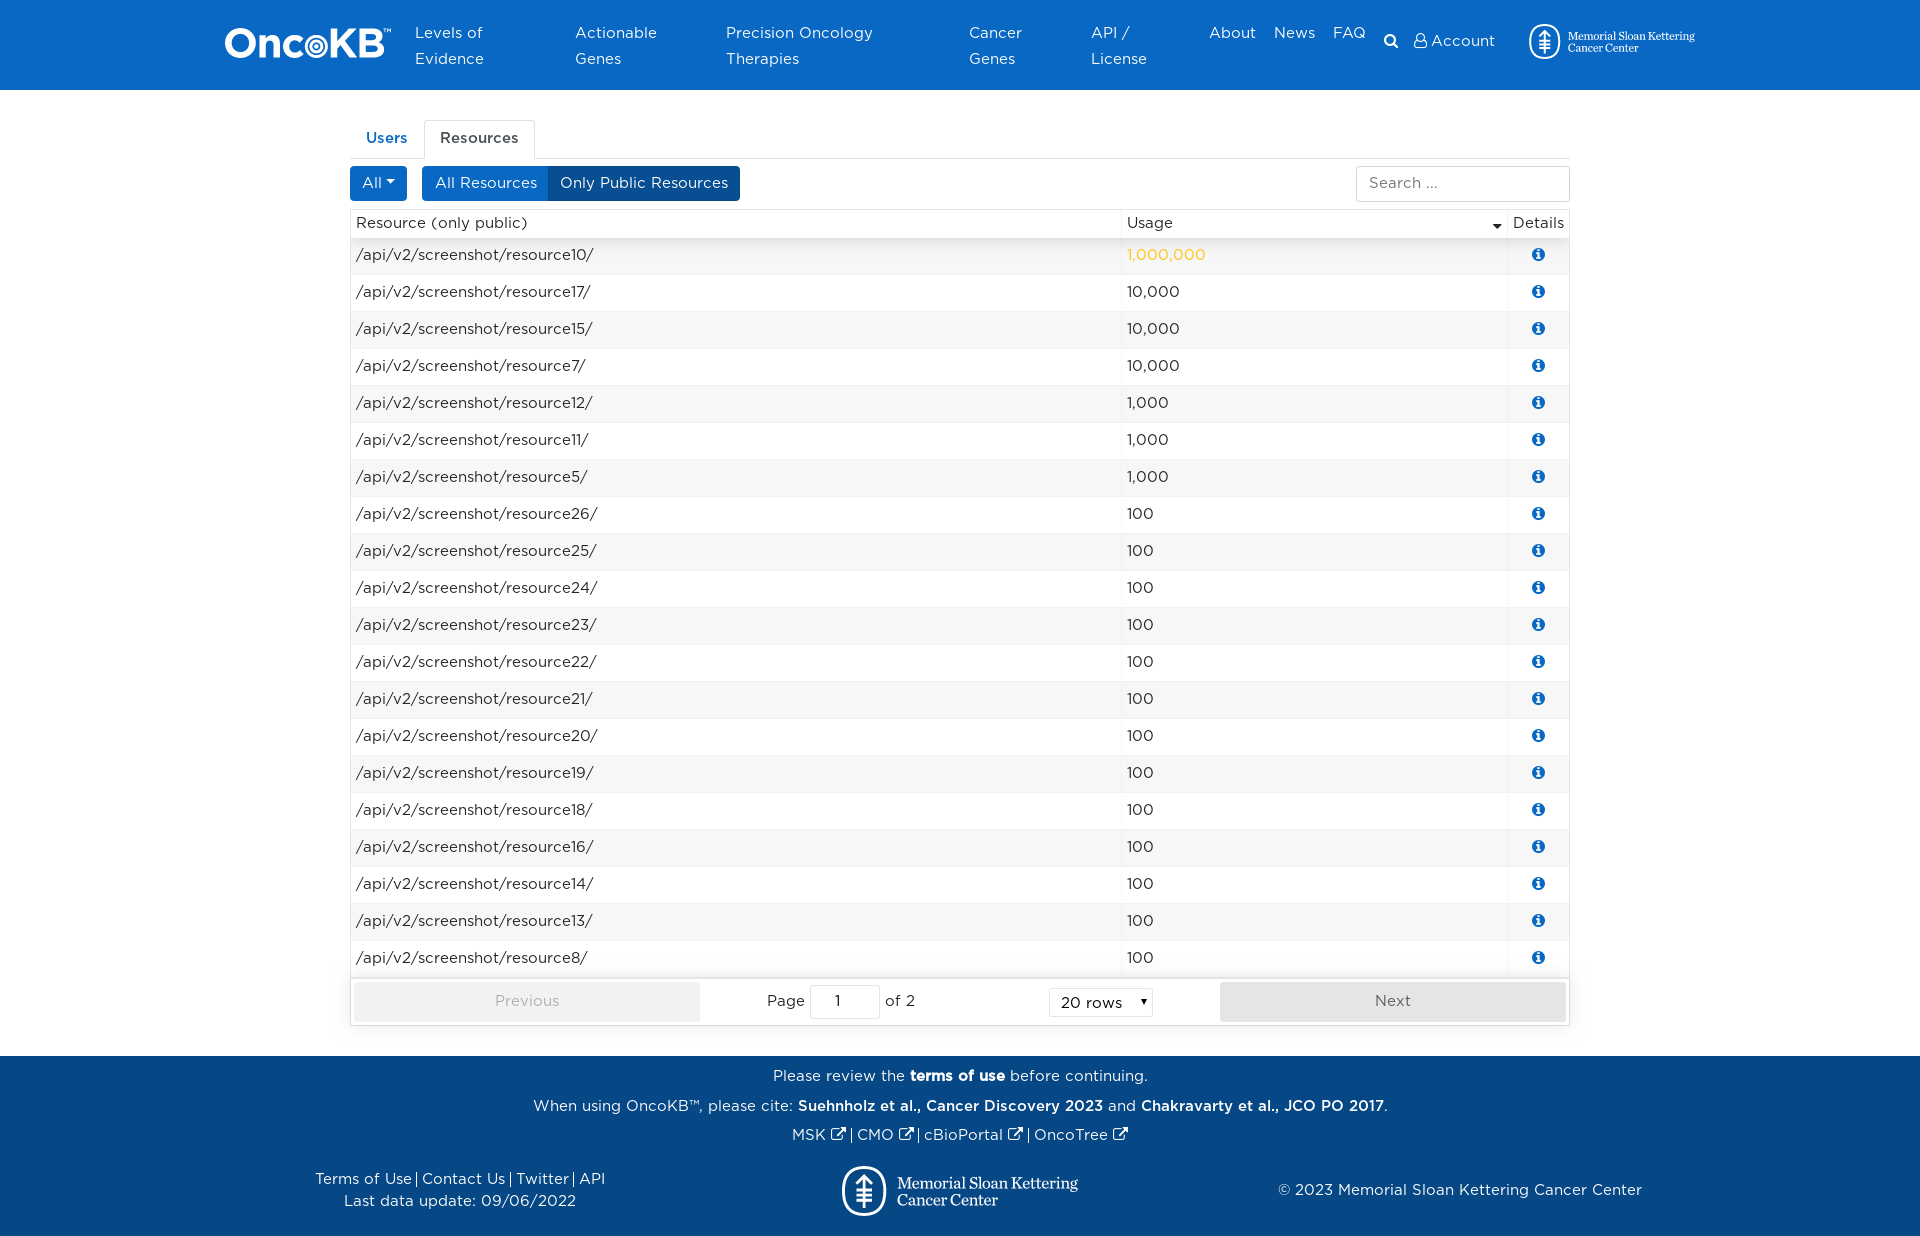 OncoKB™
Levels of Evidence
Actionable Genes
Precision Oncology Therapies
Cancer Genes
API / License
About
News
FAQ
Account
Memorial Sloan Kettering Cancer Center
Users
Resources
All
All Resources
Only Public Resources
Search ...
Resource (only public) Usage Details
/api/v2/screenshot/resource10/ 1,000,000
/api/v2/screenshot/resource17/ 10,000
/api/v2/screenshot/resource15/ 10,000
/api/v2/screenshot/resource7/ 10,000
/api/v2/screenshot/resource12/ 1,000
/api/v2/screenshot/resource11/ 1,000
/api/v2/screenshot/resource5/ 1,000
/api/v2/screenshot/resource26/ 100
/api/v2/screenshot/resource25/ 100
/api/v2/screenshot/resource24/ 100
/api/v2/screenshot/resource23/ 100
/api/v2/screenshot/resource22/ 100
/api/v2/screenshot/resource21/ 100
/api/v2/screenshot/resource20/ 100
/api/v2/screenshot/resource19/ 100
/api/v2/screenshot/resource18/ 100
/api/v2/screenshot/resource16/ 100
/api/v2/screenshot/resource14/ 100
/api/v2/screenshot/resource13/ 100
/api/v2/screenshot/resource8/ 100
Previous
Page 1 of 2
20 rows
Next
Please review the terms of use before continuing.
When using OncoKB™, please cite: Suehnholz et al., Cancer Discovery 2023 and Chakravarty et al., JCO PO 2017.
MSK | CMO | cBioPortal | OncoTree
Terms of Use | Contact Us | Twitter | API
Last data update: 09/06/2022
Memorial Sloan Kettering
Cancer Center
© 2023 Memorial Sloan Kettering Cancer Center